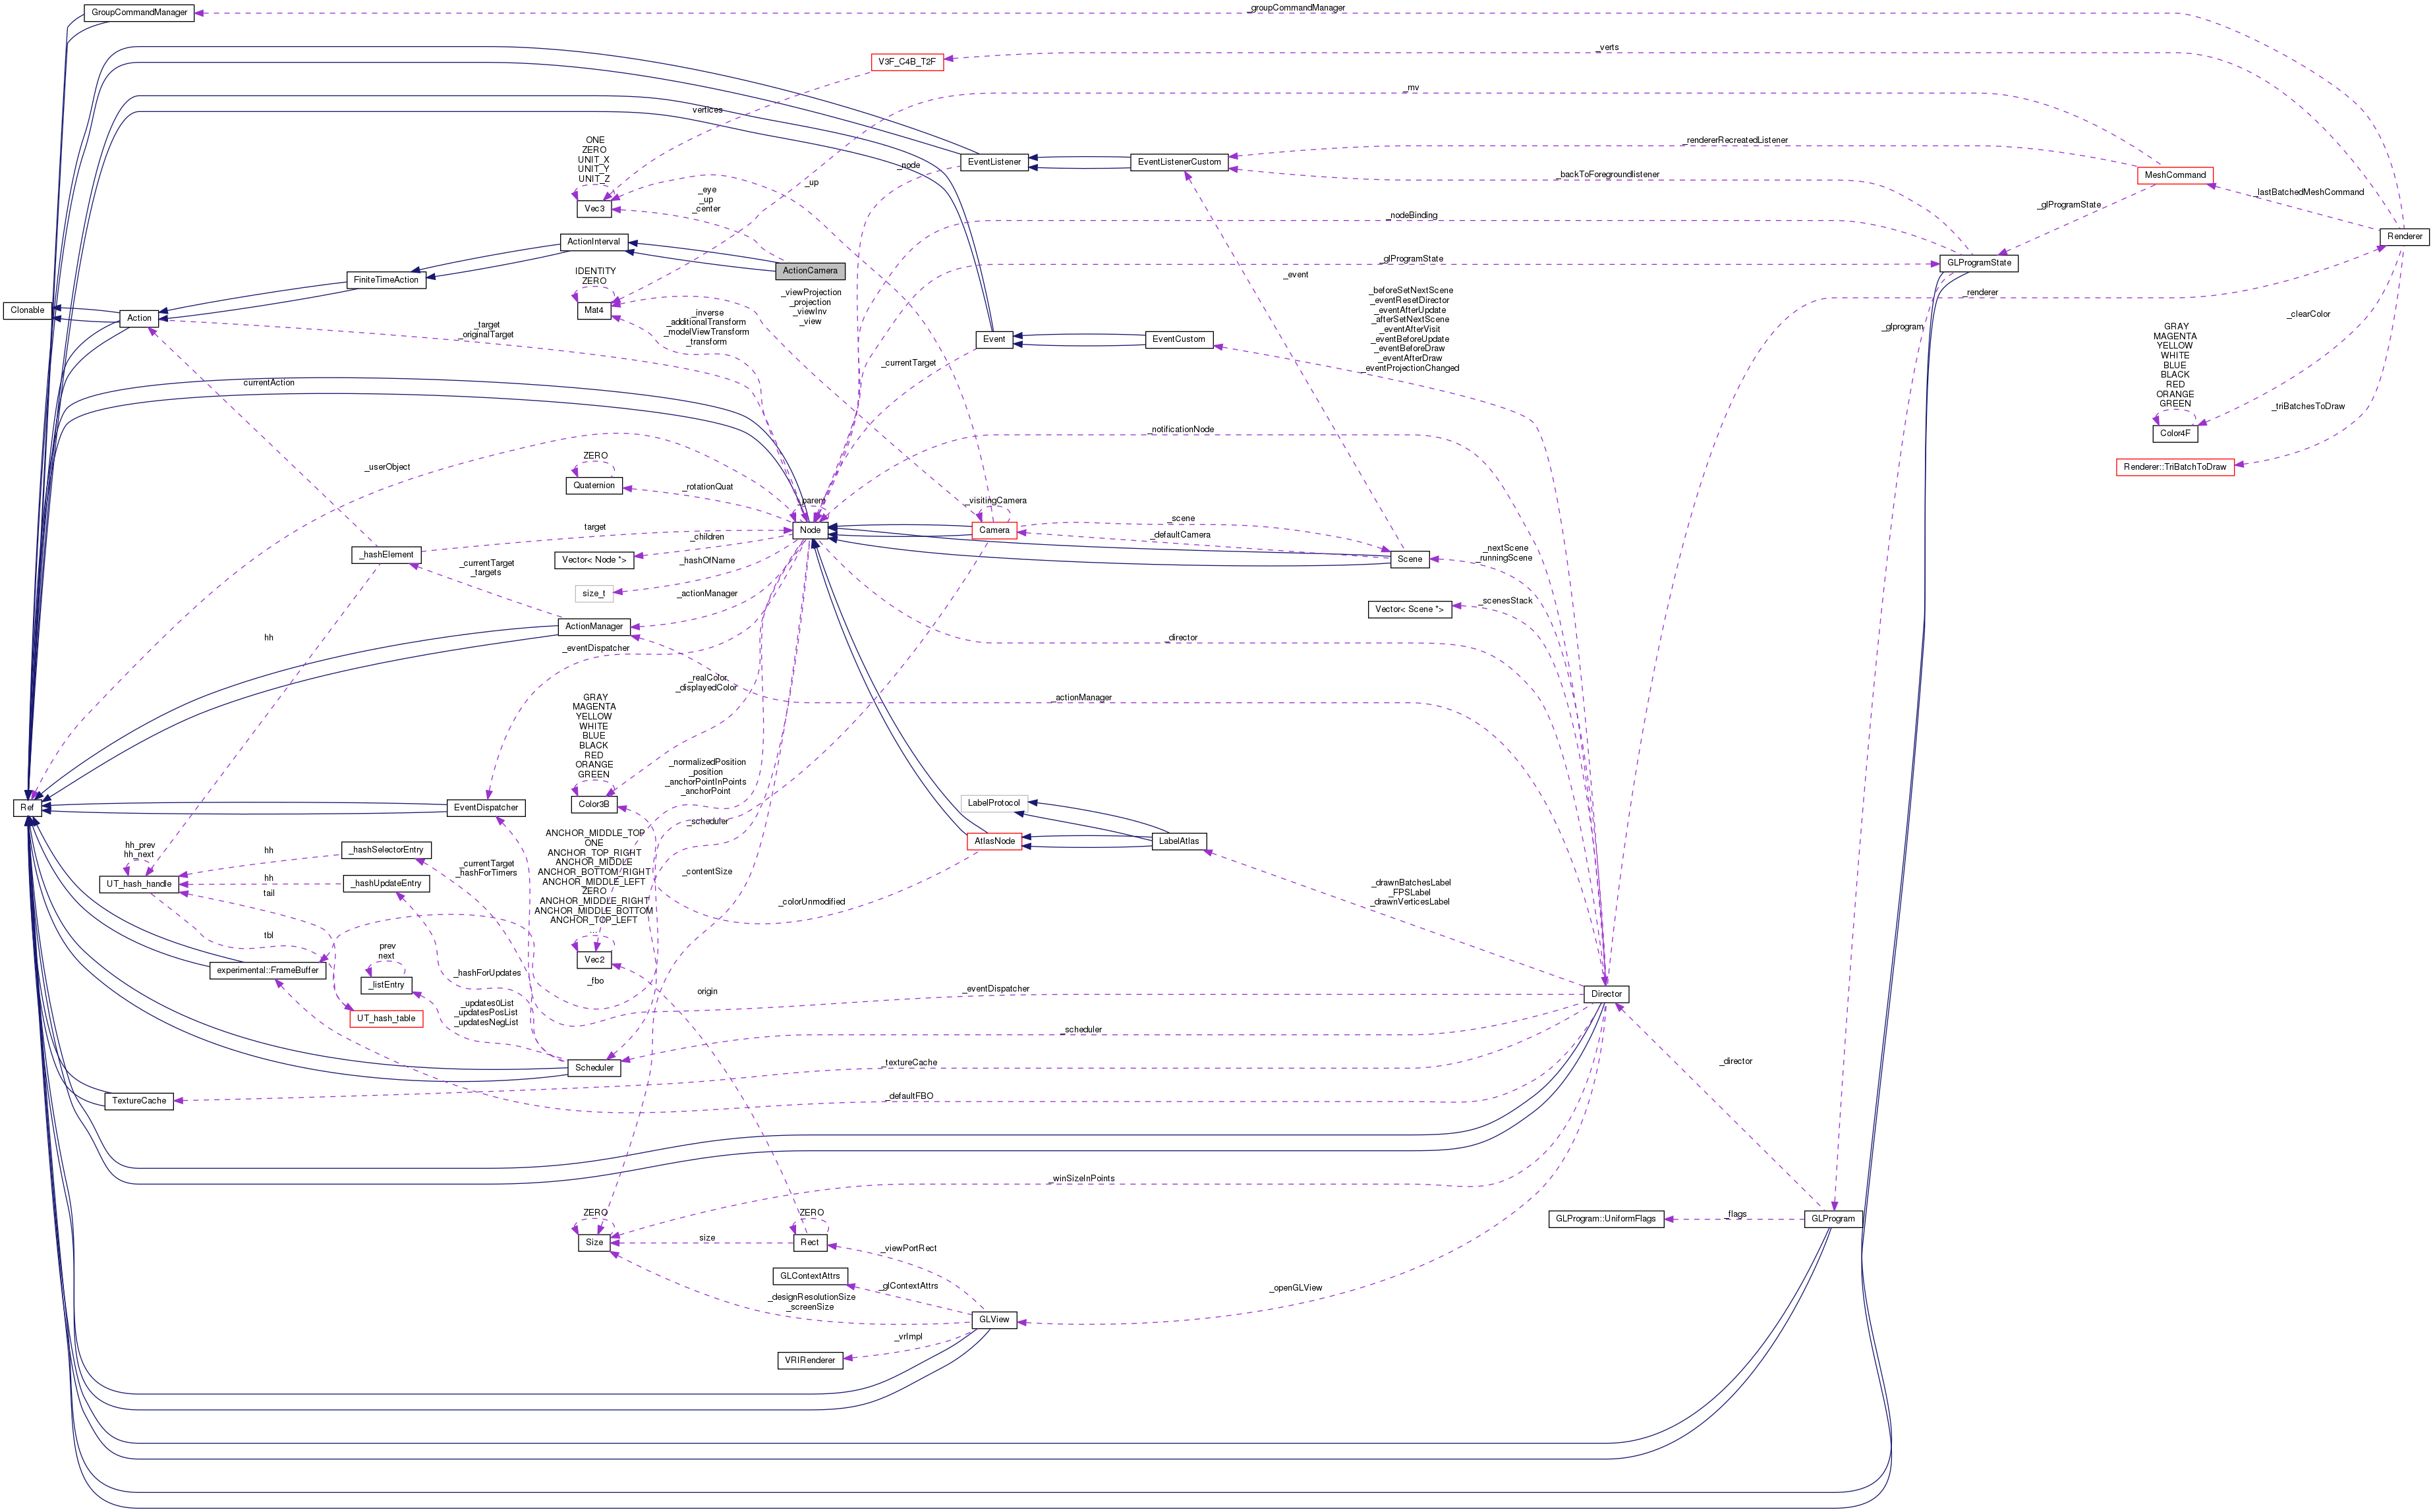 GroupCommandManager
_groupCommandManager
_verts
V3F_C4B_T2F
_mv
vertices
ONE
ZERO
UNIT_X
UNIT_Y
UNIT_Z
Vec3
_eye
_up
_center
_up
_node
EventListener
EventListenerCustom
_rendererRecreatedListener
_backToForegroundlistener
MeshCommand
_lastBatchedMeshCommand
_glProgramState
_nodeBinding
Renderer
ActionInterval
ActionCamera
FiniteTimeAction
IDENTITY
ZERO
Mat4
_glProgramState
GLProgramState
_event
_renderer
Clonable
Action
_target
_originalTarget
_inverse
_additionalTransform
_modelViewTransform
_transform
_viewProjection
_projection
_viewInv
_view
Event
EventCustom
_currentTarget
_beforeSetNextScene
_eventResetDirector
_eventAfterUpdate
_afterSetNextScene
_eventAfterVisit
_eventBeforeUpdate
_eventBeforeDraw
_eventAfterDraw
_eventProjectionChanged
_glprogram
_clearColor
GRAY
MAGENTA
YELLOW
WHITE
BLUE
BLACK
RED
ORANGE
GREEN
Color4F
_triBatchesToDraw
Renderer::TriBatchToDraw
currentAction
_notificationNode
_userObject
ZERO
Quaternion
_rotationQuat
_parent
Node
_visitingCamera
Camera
_scene
_defaultCamera
Scene
_nextScene
_runningScene
_hashElement
target
_children
Vector< Node *>
_hashOfName
size_t
_currentTarget
_targets
_actionManager
ActionManager
Vector< Scene *>
_scenesStack
hh
_eventDispatcher
_director
_realColor
_displayedColor
_actionManager
GRAY
MAGENTA
YELLOW
WHITE
BLUE
BLACK
RED
ORANGE
GREEN
Color3B
_normalizedPosition
_position
_anchorPointInPoints
_anchorPoint
Ref
EventDispatcher
LabelProtocol
_scheduler
AtlasNode
LabelAtlas
hh_prev
hh_next
UT_hash_handle
hh
_hashSelectorEntry
hh
_hashUpdateEntry
tail
_currentTarget
_hashForTimers
ANCHOR_MIDDLE_TOP
ONE
ANCHOR_TOP_RIGHT
ANCHOR_MIDDLE
ANCHOR_BOTTOM_RIGHT
ANCHOR_MIDDLE_LEFT
ZERO
ANCHOR_MIDDLE_RIGHT
ANCHOR_MIDDLE_BOTTOM
ANCHOR_TOP_LEFT
...
Vec2
_contentSize
_colorUnmodified
_drawnBatchesLabel
_FPSLabel
_drawnVerticesLabel
tbl
experimental::FrameBuffer
prev
next
_listEntry
_hashForUpdates
_fbo
origin
_eventDispatcher
Director
UT_hash_table
_updates0List
_updatesPosList
_updatesNegList
_scheduler
Scheduler
_textureCache
_director
TextureCache
_defaultFBO
_winSizeInPoints
ZERO
Size
size
ZERO
Rect
_viewPortRect
GLProgram::UniformFlags
_flags
GLProgram
GLContextAttrs
_glContextAttrs
_openGLView
_designResolutionSize
_screenSize
GLView
_vrImpl
VRIRenderer